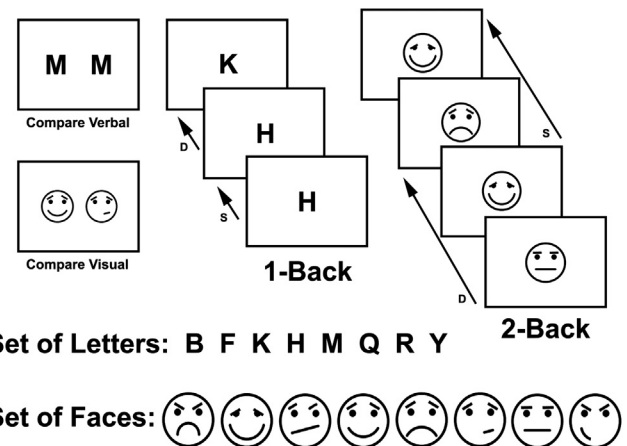 M M
Compare Verbal
Compare Visual
K
H
H
D
S
1-Back
S
D
2-Back
Set of Letters: B F K H M Q R Y
Set of Faces: